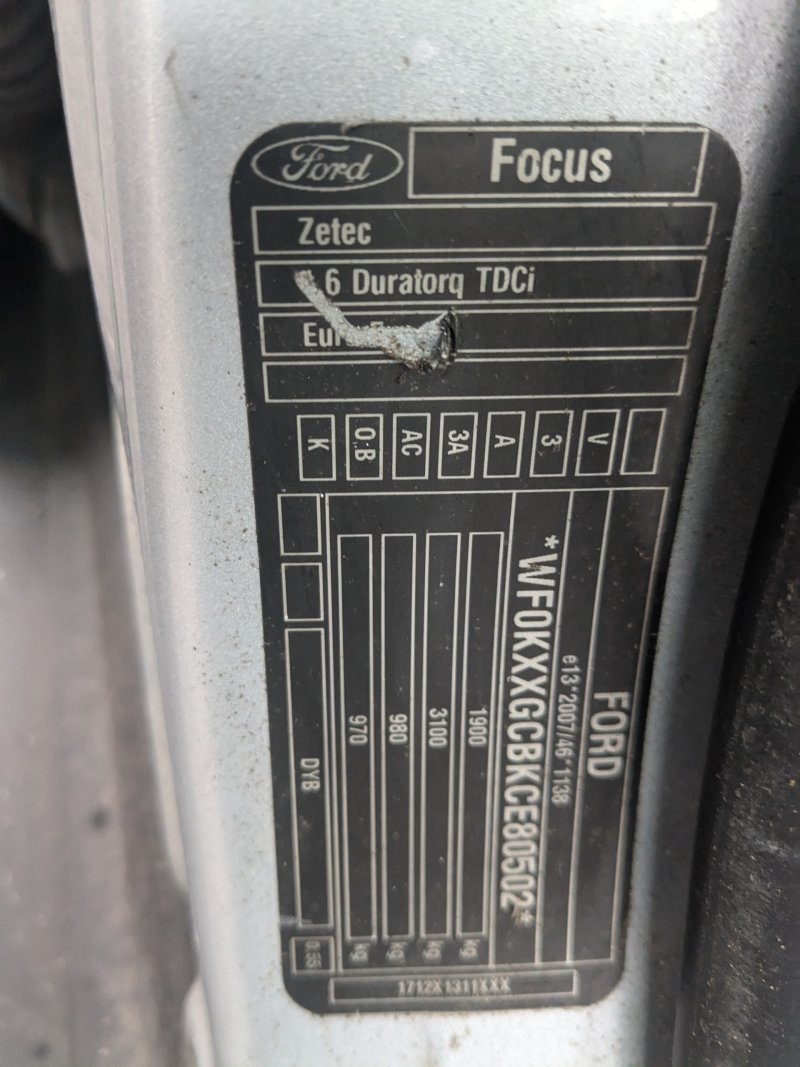 Ford
Focus
Zetec
6 Duratorq TDCi
K
0.B
AC
3A
A
3
V
FORD
e13*2007/46*1138
*WF0KXXGCBKCE80502*
1900 kg
3100 kg
980 kg
970 kg
DYB
1712X1311XXX